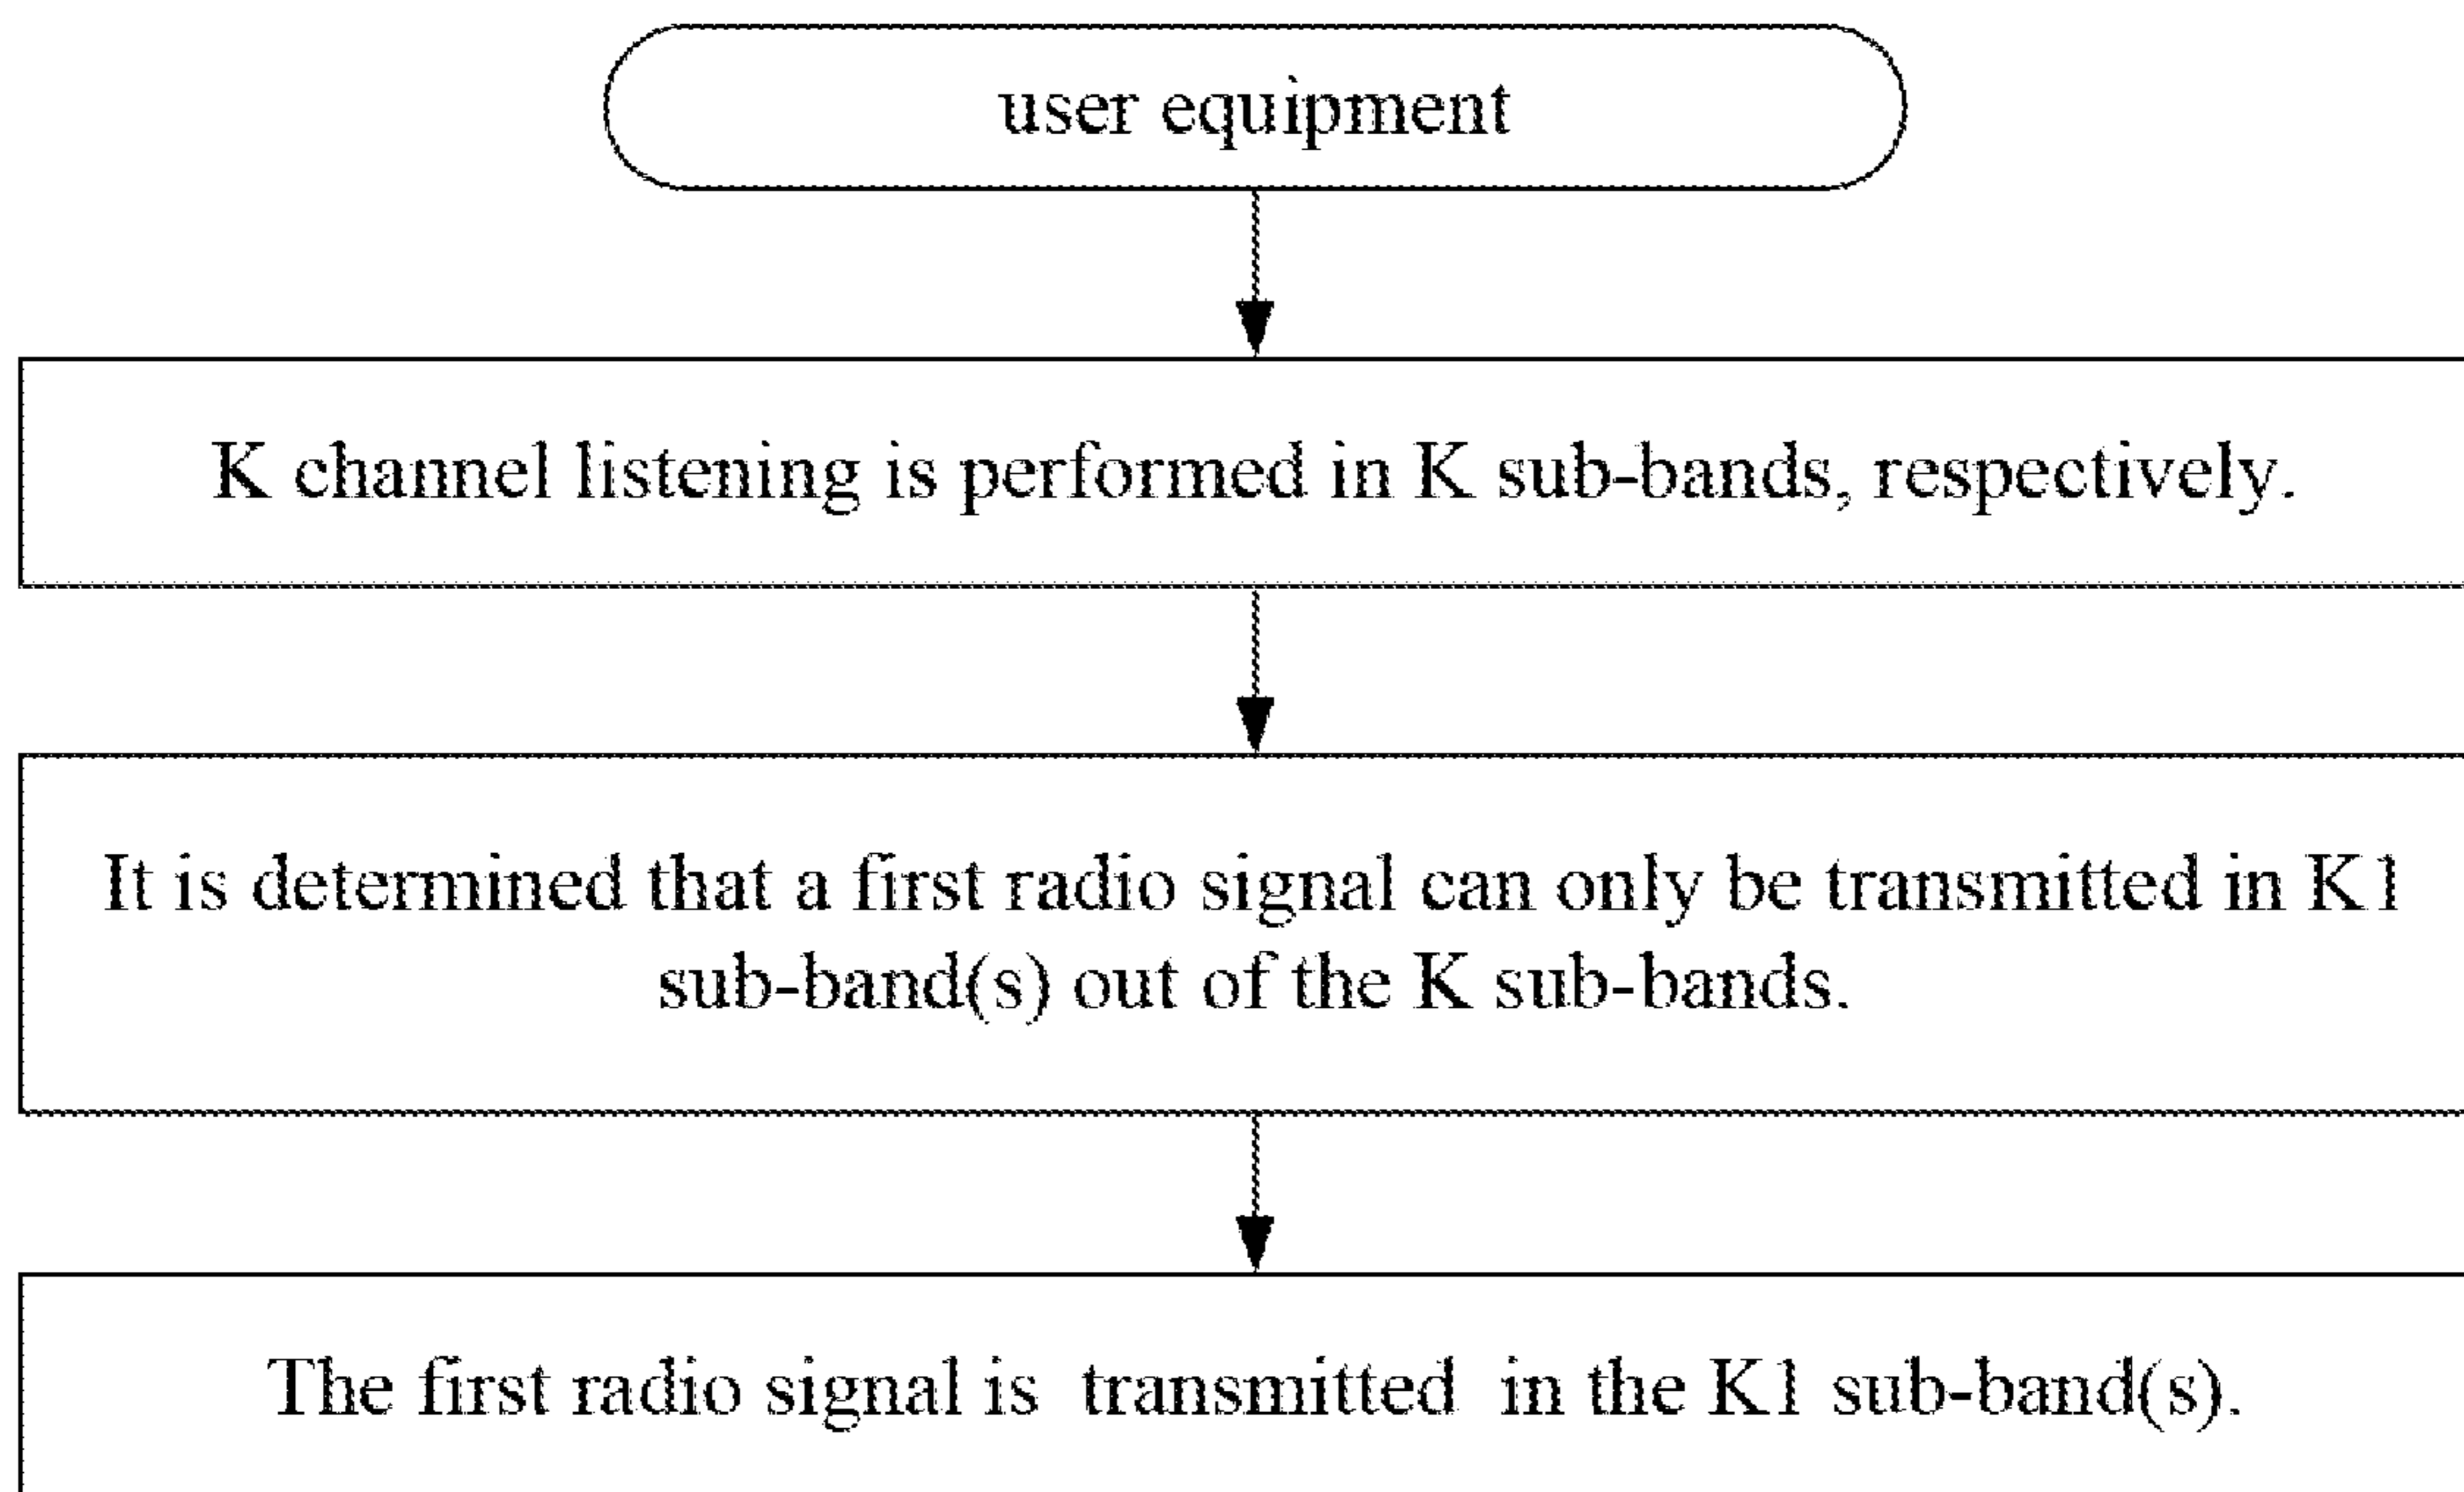 user equipment
K channel listening is performed in K sub-bands, respectively.
It is determined that a first radio signal can only be transmitted in K1
sub-band(s) out of the K sub-bands.
The first radio signal is transmitted in the K1 sub-band(s).